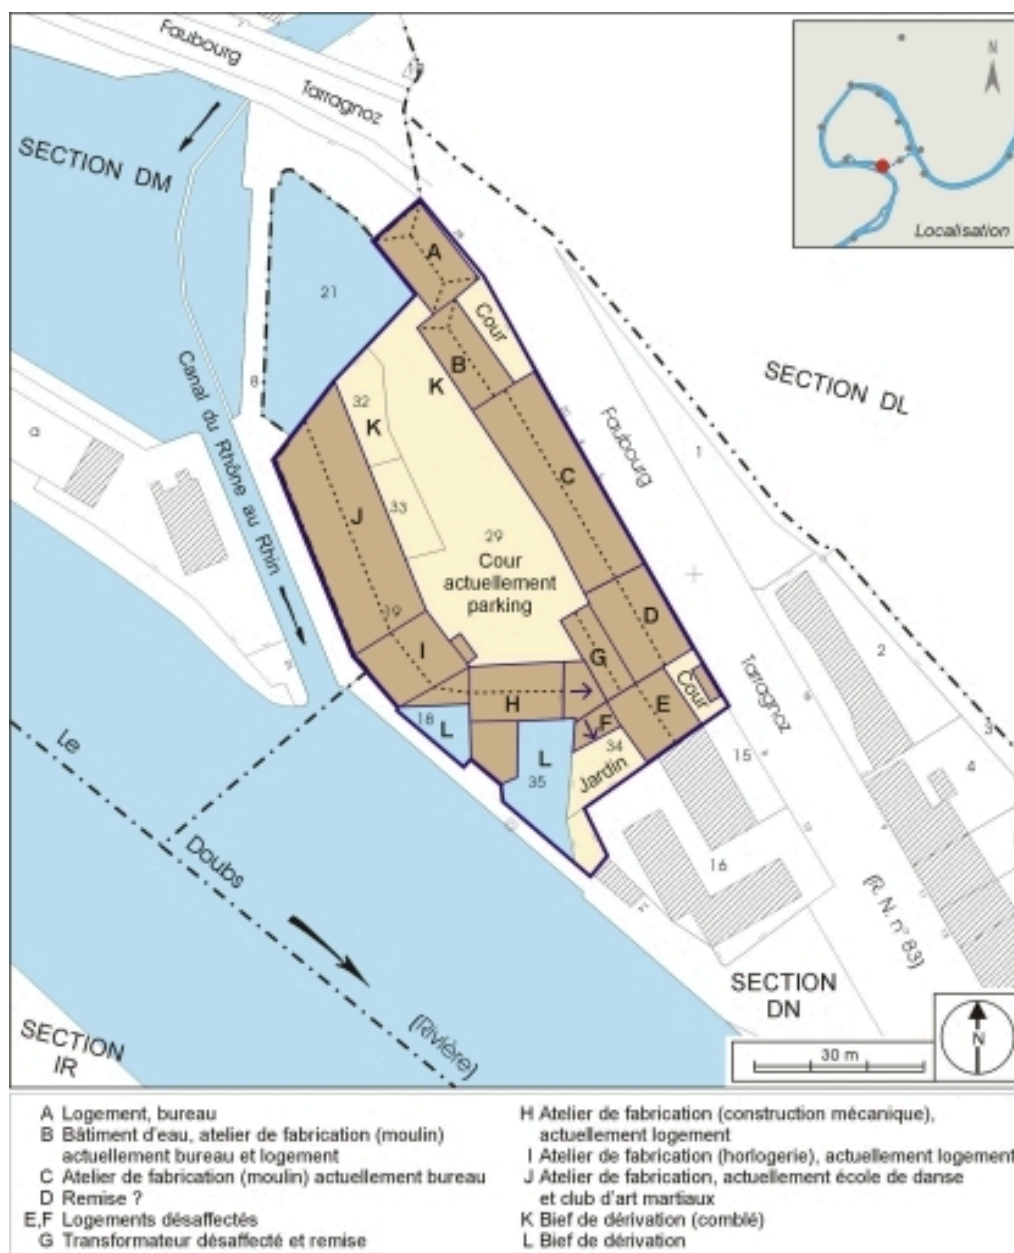 Faubourg
Tarragnoz
SECTION DM
N
Localisation
21
A
Cour
B
K
8
32
K
SECTION DL
Canal du Rhône au Rhin
Faubourg
1
C
J
33
29
Cour
actuellement
parking
19
D
I
G
2
Tarragnoz
Cour
H
E
F
18
L
34
3
L
35
Jardin
15
4
Le
Doubs
16
(R. N. n° 83)
(Rivière)
SECTION
DN
SECTION
IR
30 m
N
A Logement, bureau
B Bâtiment d'eau, atelier de fabrication (moulin)
actuellement bureau et logement
C Atelier de fabrication (moulin) actuellement bureau
D Remise ?
E,F Logements désaffectés
G Transformateur désaffecté et remise
H Atelier de fabrication (construction mécanique),
actuellement logement
I Atelier de fabrication (horlogerie), actuellement logement
J Atelier de fabrication, actuellement école de danse
et club d'art martiaux
K Bief de dérivation (comblé)
L Bief de dérivation